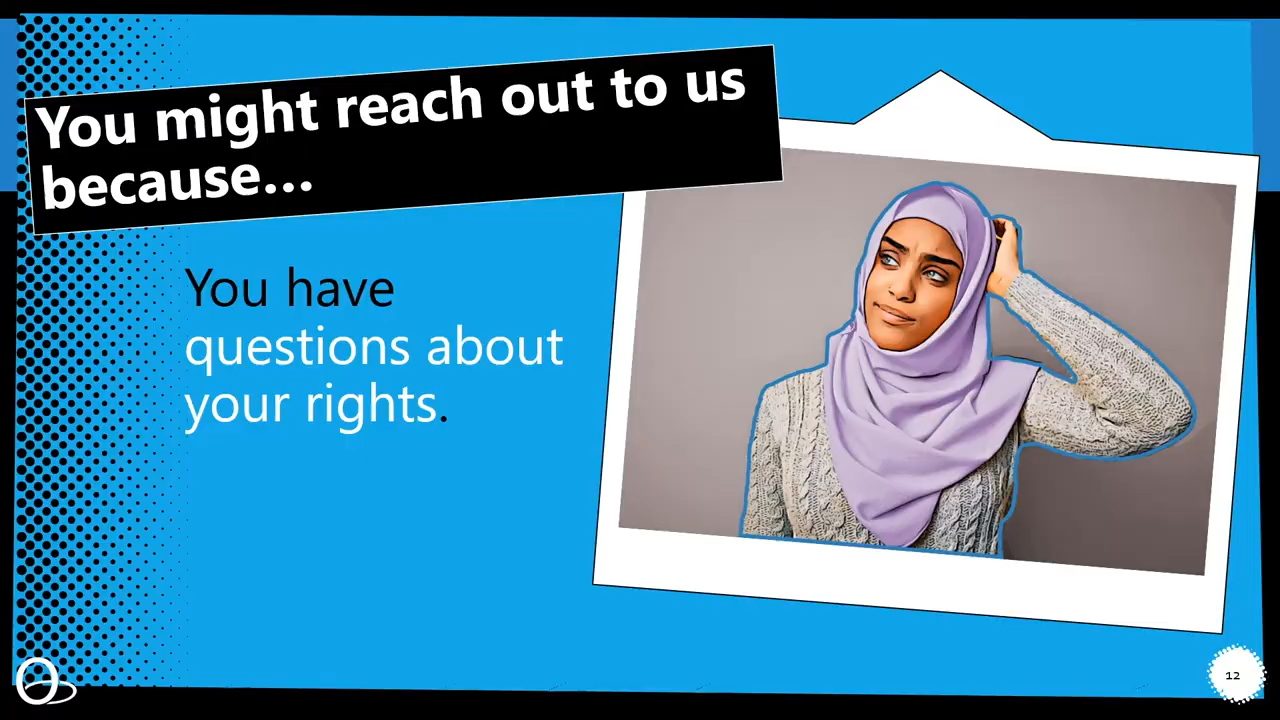 You might reach out to us
because...
You have
questions about
your rights.
12